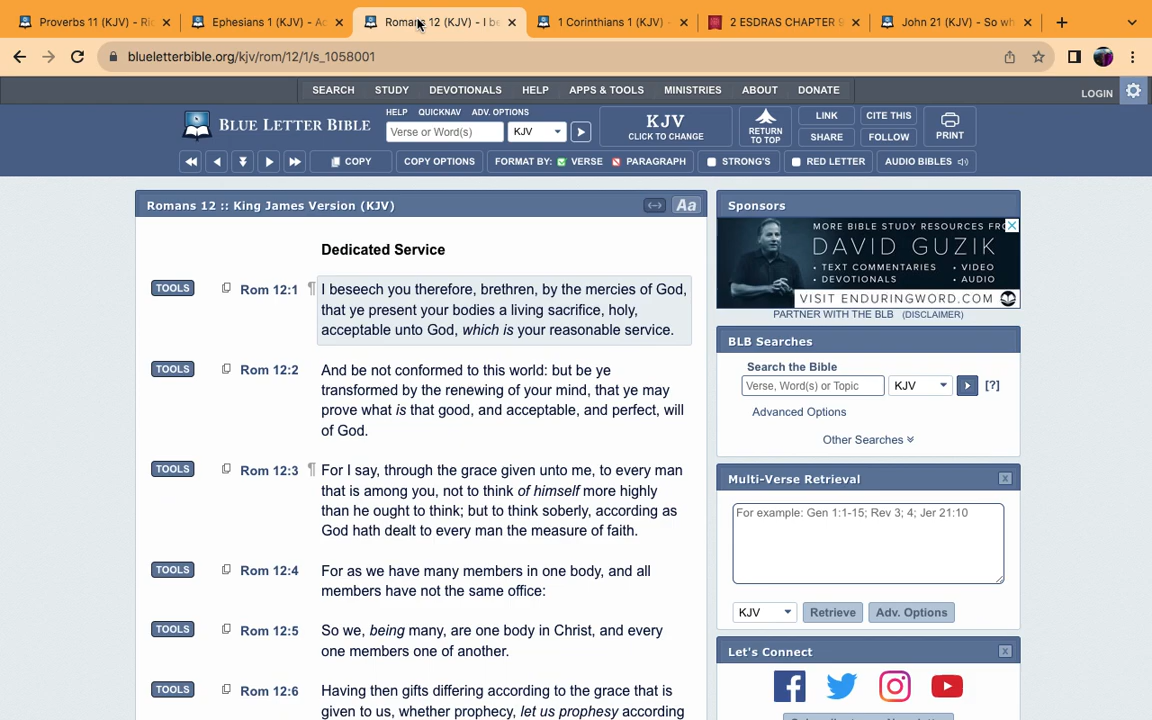 Proverbs 11 (KJV) - Ri
Ephesians 1 (KJV) - A
Romans 12 (KJV) - I be
1 Corinthians 1 (KJV) -
2 ESDRAS CHAPTER 9
John 21 (KJV) - So wh
blueletterbible.org/kjv/rom/12/1/s_1058001
SEARCH STUDY DEVOTIONALS HELP APPS & TOOLS MINISTRIES ABOUT DONATE
LOGIN
BLUE LETTER BIBLE
HELP QUICKNAV ADV. OPTIONS
Verse or Word(s) KJV
KJV
CLICK TO CHANGE
RETURN
TO TOP
LINK CITE THIS
SHARE FOLLOW
PRINT
COPY COPY OPTIONS FORMAT BY: VERSE PARAGRAPH STRONG'S RED LETTER AUDIO BIBLES
Romans 12 :: King James Version (KJV) Aa
Dedicated Service
TOOLS Rom 12:1 ¶ I beseech you therefore, brethren, by the mercies of God,
that ye present your bodies a living sacrifice, holy,
acceptable unto God, which is your reasonable service.
TOOLS Rom 12:2 And be not conformed to this world: but be ye
transformed by the renewing of your mind, that ye may
prove what is that good, and acceptable, and perfect, will
of God.
TOOLS Rom 12:3 ¶ For I say, through the grace given unto me, to every man
that is among you, not to think of himself more highly
than he ought to think; but to think soberly, according as
God hath dealt to every man the measure of faith.
TOOLS Rom 12:4 For as we have many members in one body, and all
members have not the same office:
TOOLS Rom 12:5 So we, being many, are one body in Christ, and every
one members one of another.
TOOLS Rom 12:6 Having then gifts differing according to the grace that is
given to us, whether prophecy, let us prophesy according
Sponsors
MORE BIBLE STUDY RESOURCES FRO
DAVID GUZIK
• TEXT COMMENTARIES • VIDEO
• DEVOTIONALS • AUDIO
VISIT ENDURINGWORD.COM
PARTNER WITH THE BLB (DISCLAIMER)
BLB Searches
Search the Bible
Verse, Word(s) or Topic KJV [?]
Advanced Options
Other Searches
Multi-Verse Retrieval x
For example: Gen 1:1-15; Rev 3; 4; Jer 21:10
KJV Retrieve Adv. Options
Let's Connect x